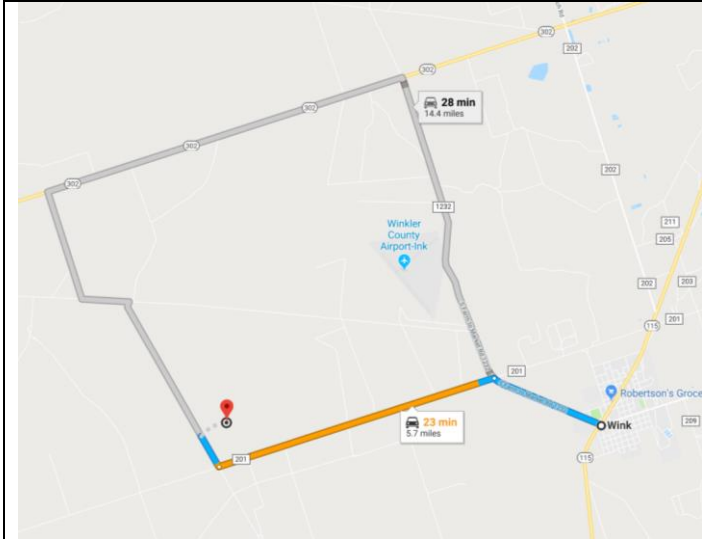 302
202
302
28 min
14.4 miles
302
302
302
1232
Winkler
County
Airport-Ink
211
205
202
202
203
201
115
201
Robertson's Groce
23 min
5.7 miles
Wink
209
201
115